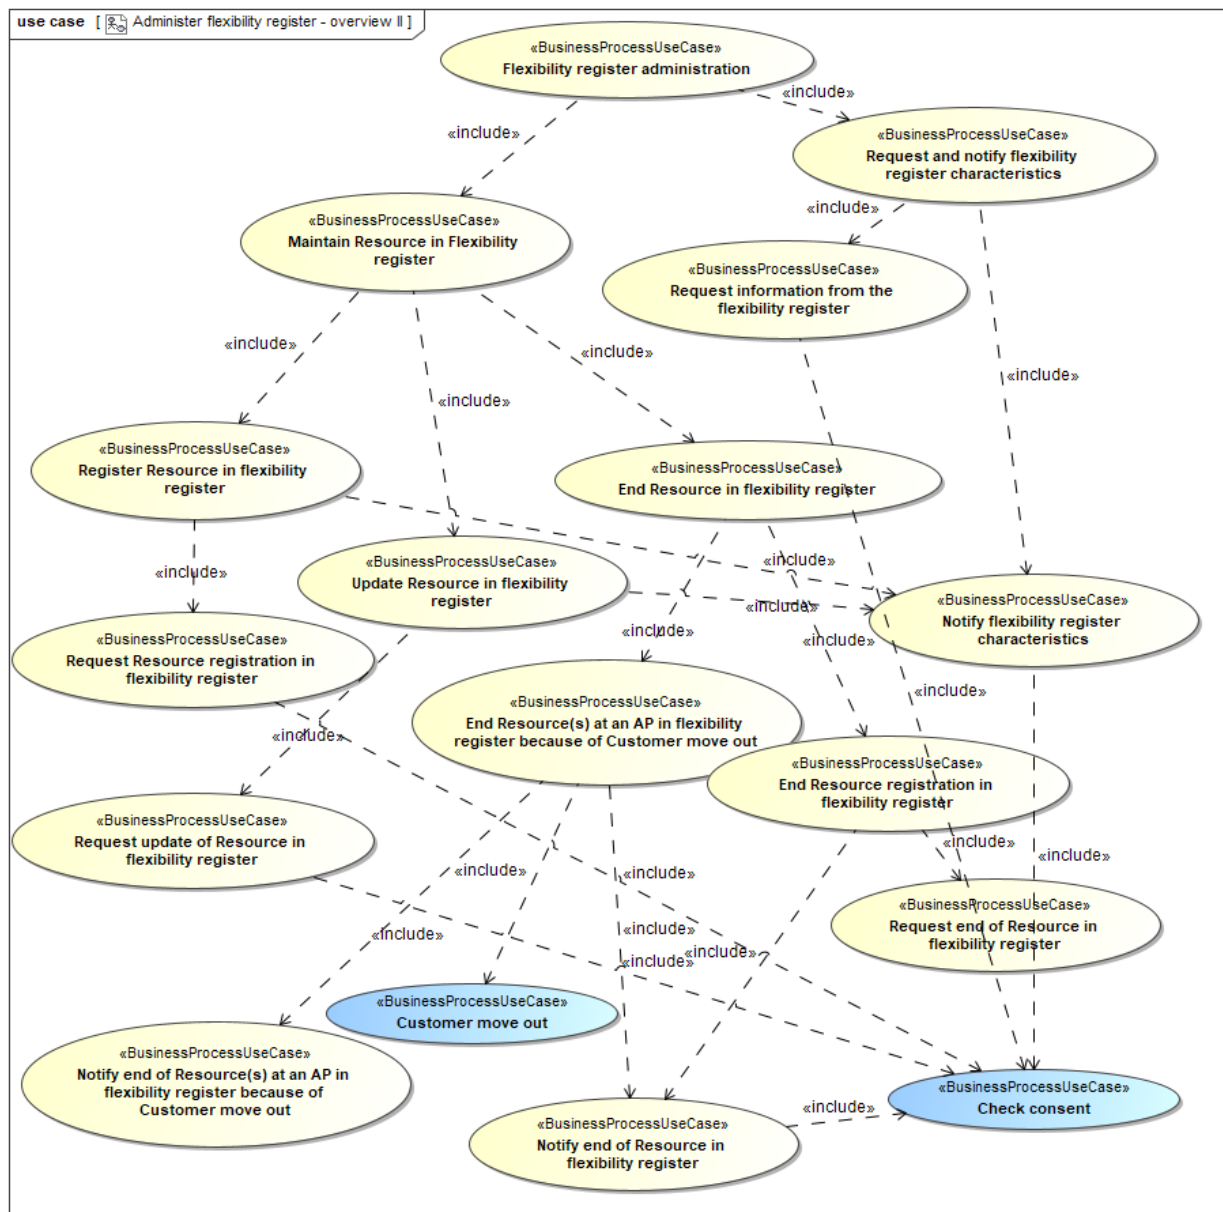 use case [ Administer flexibility register - overview II ]
«BusinessProcessUseCase»
Flexibility register administration
«include»
«include»
«BusinessProcessUseCase»
Request and notify flexibility
register characteristics
«BusinessProcessUseCase»
Maintain Resource in Flexibility
register
«include»
«BusinessProcessUseCase»
Request information from the
flexibility register
«include»
«include»
«include»
«include»
«BusinessProcessUseCase»
Register Resource in flexibility
register
«BusinessProcessUseCase»
End Resource in flexibility register
«include»
«BusinessProcessUseCase»
Update Resource in flexibility
register
«include»
«include»
«BusinessProcessUseCase»
Notify flexibility register
characteristics
«BusinessProcessUseCase»
Request Resource registration in
flexibility register
«include»
«include»
«include»
«BusinessProcessUseCase»
End Resource(s) at an AP in flexibility
register because of Customer move out
«include»
«BusinessProcessUseCase»
End Resource registration in
flexibility register
«BusinessProcessUseCase»
Request update of Resource in
flexibility register
«include»
«include»
«include»
«include»
«BusinessProcessUseCase»
Request end of Resource in
flexibility register
«include»
«include»
«include»
«include»
«BusinessProcessUseCase»
Customer move out
«BusinessProcessUseCase»
Notify end of Resource(s) at an AP in
flexibility register because of
Customer move out
«BusinessProcessUseCase»
Check consent
«include»
«BusinessProcessUseCase»
Notify end of Resource in
flexibility register